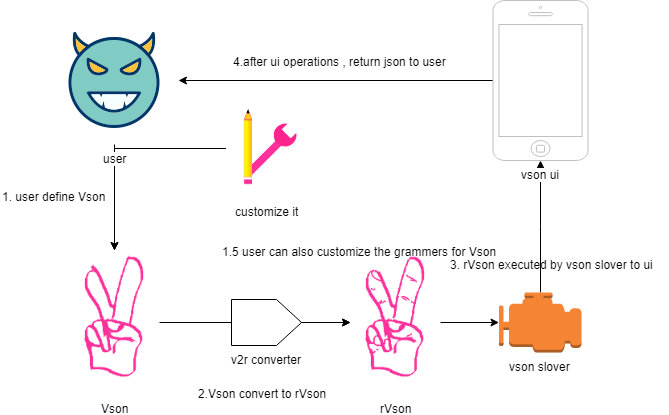 4.after ui operations , return json to user
user
vson ui
1. user define Vson
customize it
1.5 user can also customize the grammers for Vson
3. rVson executed by vson slover to ui
v2r converter
vson slover
2.Vson convert to rVson
Vson
rVson